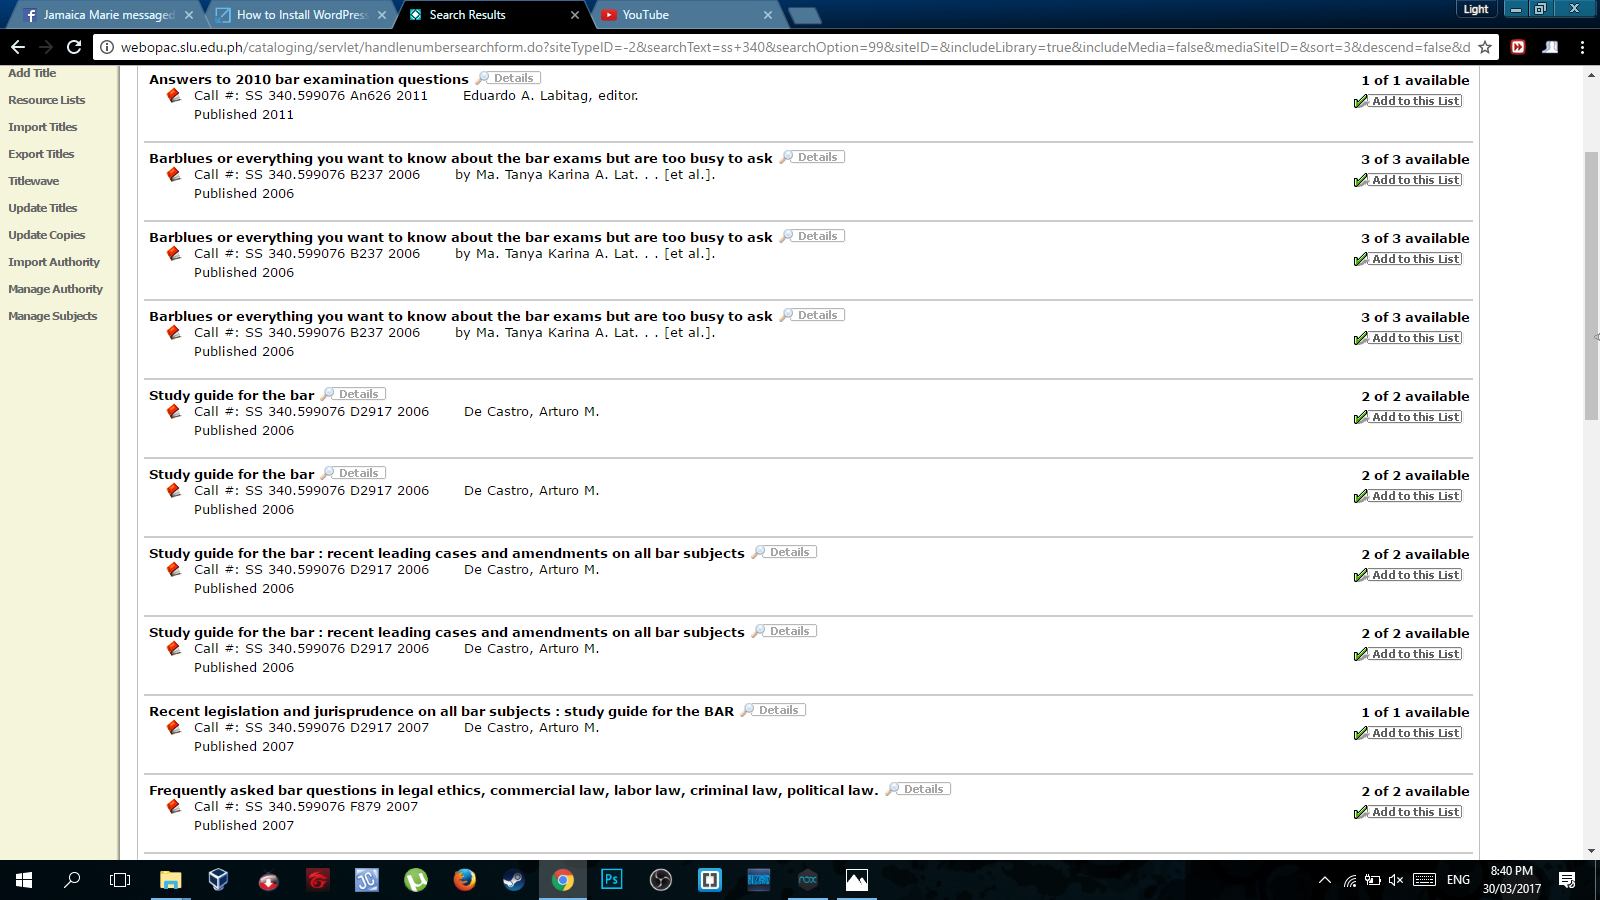 Jamaica Marie messaged
How to Install WordPress
Search Results
YouTube
Light
webopac.slu.edu.ph/cataloging/servlet/handlenumbersearchform.do?siteTypeID=-2&searchText=ss+340&searchOption=99&siteID=&includeLibrary=true&includeMedia=false&mediaSiteID=&sort=3&descend=false&d
Add Title
Resource Lists
Import Titles
Export Titles
Titlewave
Update Titles
Update Copies
Import Authority
Manage Authority
Manage Subjects
Answers to 2010 bar examination questions Details 1 of 1 available
Call #: SS 340.599076 An626 2011 Eduardo A. Labitag, editor. Add to this List
Published 2011
Barblues or everything you want to know about the bar exams but are too busy to ask Details 3 of 3 available
Call #: SS 340.599076 B237 2006 by Ma. Tanya Karina A. Lat. . . [et al.]. Add to this List
Published 2006
Barblues or everything you want to know about the bar exams but are too busy to ask Details 3 of 3 available
Call #: SS 340.599076 B237 2006 by Ma. Tanya Karina A. Lat. . . [et al.]. Add to this List
Published 2006
Barblues or everything you want to know about the bar exams but are too busy to ask Details 3 of 3 available
Call #: SS 340.599076 B237 2006 by Ma. Tanya Karina A. Lat. . . [et al.]. Add to this List
Published 2006
Study guide for the bar Details 2 of 2 available
Call #: SS 340.599076 D2917 2006 De Castro, Arturo M. Add to this List
Published 2006
Study guide for the bar Details 2 of 2 available
Call #: SS 340.599076 D2917 2006 De Castro, Arturo M. Add to this List
Published 2006
Study guide for the bar : recent leading cases and amendments on all bar subjects Details 2 of 2 available
Call #: SS 340.599076 D2917 2006 De Castro, Arturo M. Add to this List
Published 2006
Study guide for the bar : recent leading cases and amendments on all bar subjects Details 2 of 2 available
Call #: SS 340.599076 D2917 2006 De Castro, Arturo M. Add to this List
Published 2006
Recent legislation and jurisprudence on all bar subjects : study guide for the BAR Details 1 of 1 available
Call #: SS 340.599076 D2917 2007 De Castro, Arturo M. Add to this List
Published 2007
Frequently asked bar questions in legal ethics, commercial law, labor law, criminal law, political law. Details 2 of 2 available
Call #: SS 340.599076 F879 2007 Add to this List
Published 2007
Ps
ENG
8:40 PM
30/03/2017